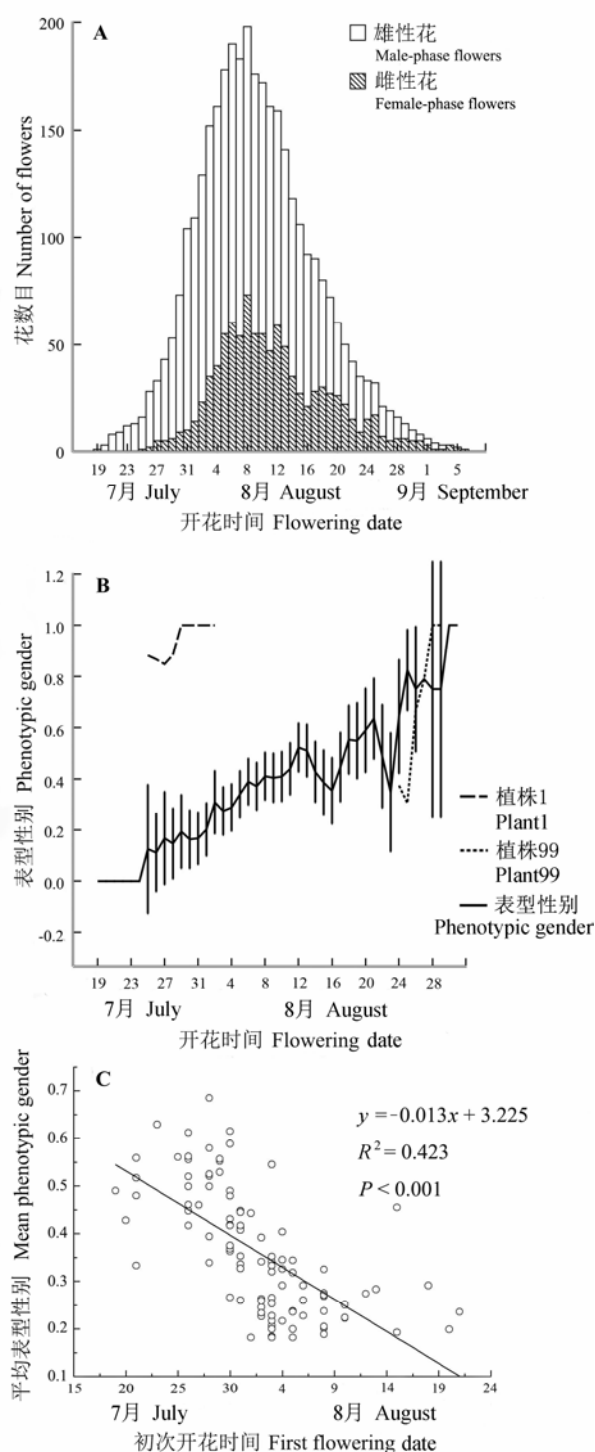 A
雄性花
Male-phase flowers
雌性花
Female-phase flowers
花数目 Number of flowers
200
150
100
50
0
19 23 27 31 4 8 12 16 20 24 28 1 5
7月 July 8月 August 9月 September
开花时间 Flowering date
B
表型性别 Phenotypic gender
1.2
1.0
0.8
0.6
0.4
0.2
0.0
-0.2
植株1
Plant1
植株99
Plant99
表型性别
Phenotypic gender
19 23 27 31 4 8 12 16 20 24 28
7月 July 8月 August
开花时间 Flowering date
C
平均表型性别 Mean phenotypic gender
0.7
0.6
0.5
0.4
0.3
0.2
0.1
y = -0.013x + 3.225
R² = 0.423
P < 0.001
15 20 25 30 4 9 14 19 24
7月 July 8月 August
初次开花时间 First flowering date